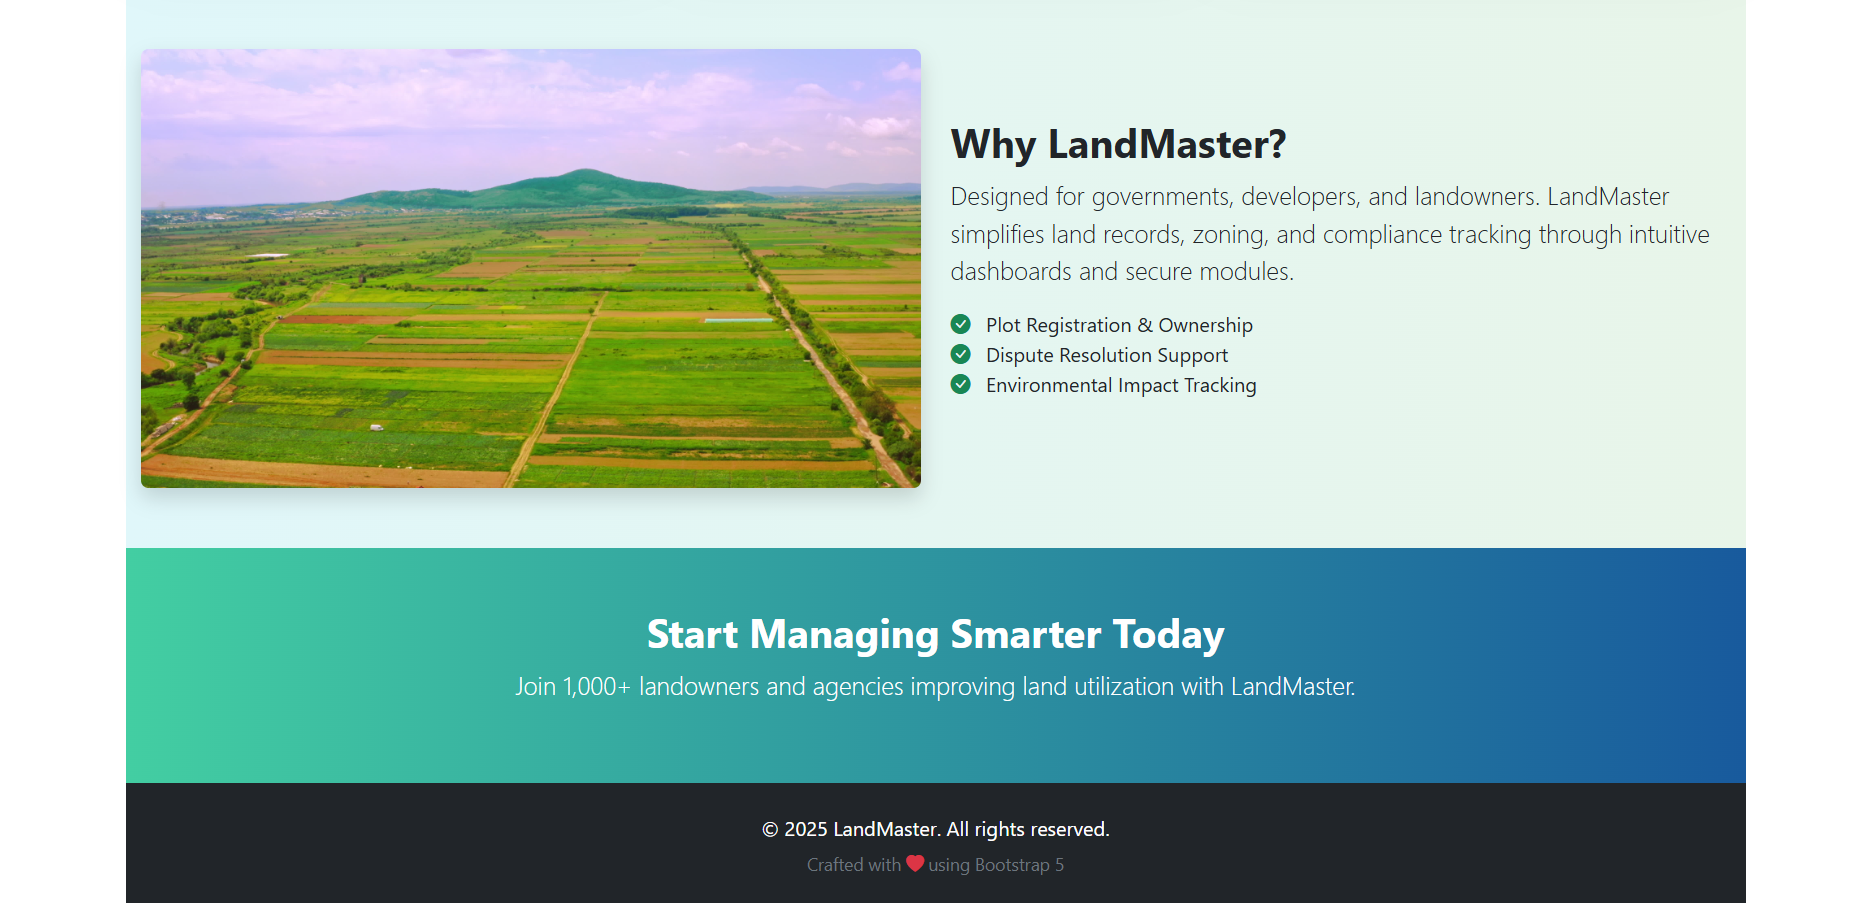 Why LandMaster?
Designed for governments, developers, and landowners. LandMaster
simplifies land records, zoning, and compliance tracking through intuitive
dashboards and secure modules.
Plot Registration & Ownership
Dispute Resolution Support
Environmental Impact Tracking
Start Managing Smarter Today
Join 1,000+ landowners and agencies improving land utilization with LandMaster.
© 2025 LandMaster. All rights reserved.
Crafted with ❤ using Bootstrap 5